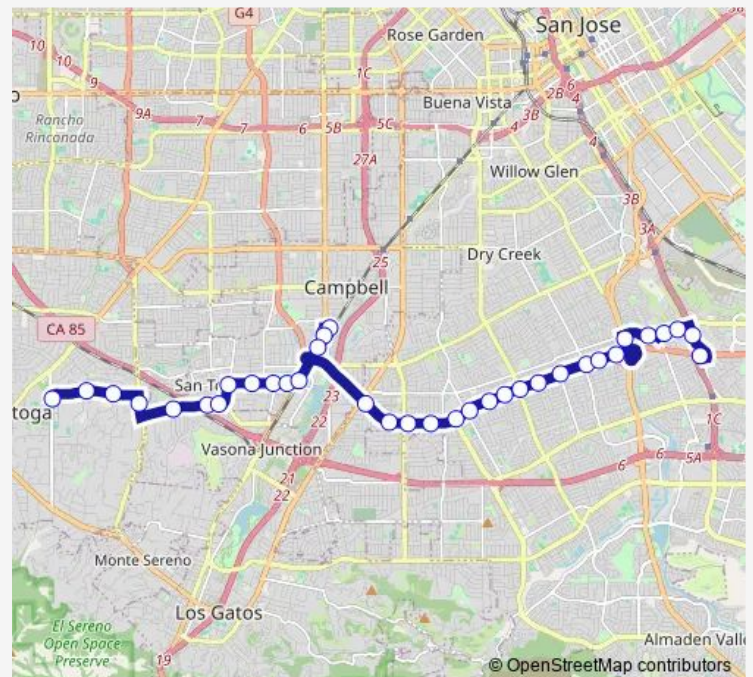 G4
San Jose
Rose Garden
10
10
9
9A
7
7
6
5B
5C
1C
27A
Buena Vista
2B
6
4
4
3B
4
Rancho
Rinconada
Willow Glen
3B
3A
Dry Creek
25
Campbell
CA 85
San T
toga
23
22
Vasona Junction
21
22
1C
6
6
5A
Monte Sereno
Los Gatos
El Sereno
Open Space
Preserve
19
Almaden Valle
© OpenStreetMap contributors